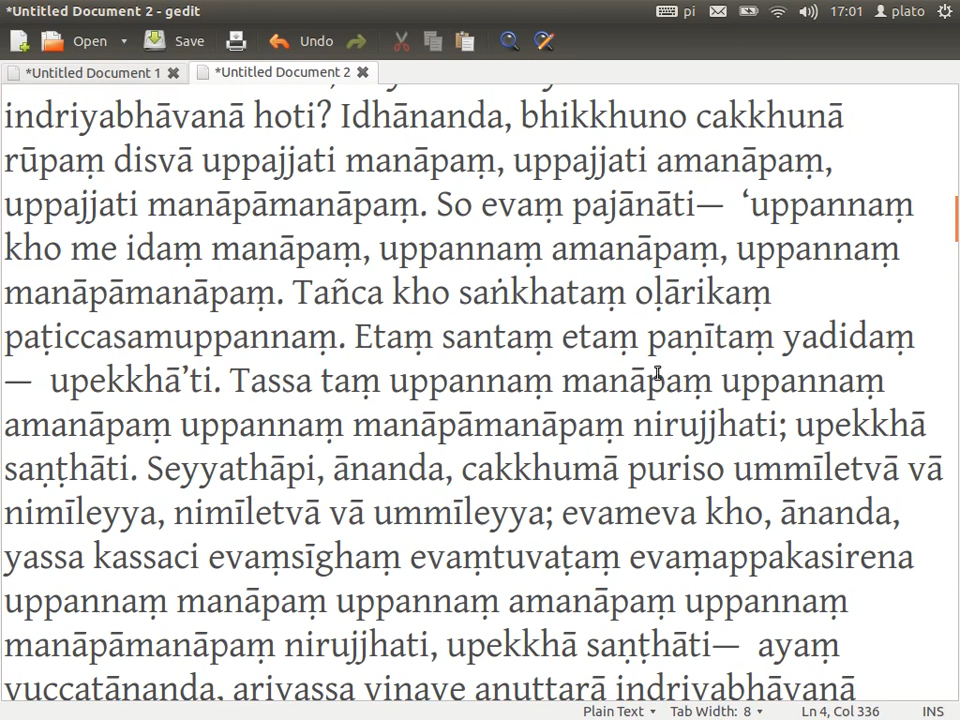 *Untitled Document 2 - gedit
pi
17:01
plato
Open
Save
Undo
*Untitled Document 1
*Untitled Document 2
indriyabhāvanā hoti? Idhānanda, bhikkhuno cakkhunā
rūpaṃ disvā uppajjati manāpaṃ, uppajjati amanāpaṃ,
uppajjati manāpāmanāpaṃ. So evaṃ pajānāti— ‘uppannaṃ
kho me idaṃ manāpaṃ, uppannaṃ amanāpaṃ, uppannaṃ
manāpāmanāpaṃ. Tañca kho saṅkhataṃ oḷārikaṃ
paṭiccasamuppannaṃ. Etaṃ santaṃ etaṃ paṇītaṃ yadidaṃ
— upekkhā’ti. Tassa taṃ uppannaṃ manāpaṃ uppannaṃ
amanāpaṃ uppannaṃ manāpāmanāpaṃ nirujjhati; upekkhā
saṇṭhāti. Seyyathāpi, ānanda, cakkhumā puriso ummīletvā vā
nimīleyya, nimīletvā vā ummīleyya; evameva kho, ānanda,
yassa kassaci evaṃsīghaṃ evaṃtuvaṭaṃ evaṃappakasirena
uppannaṃ manāpaṃ uppannaṃ amanāpaṃ uppannaṃ
manāpāmanāpaṃ nirujjhati, upekkhā saṇṭhāti— ayaṃ
vuccatānanda, ariyassa vinaye anuttarā indriyabhāvanā
Plain Text
Tab Width: 8
Ln 4, Col 336
INS